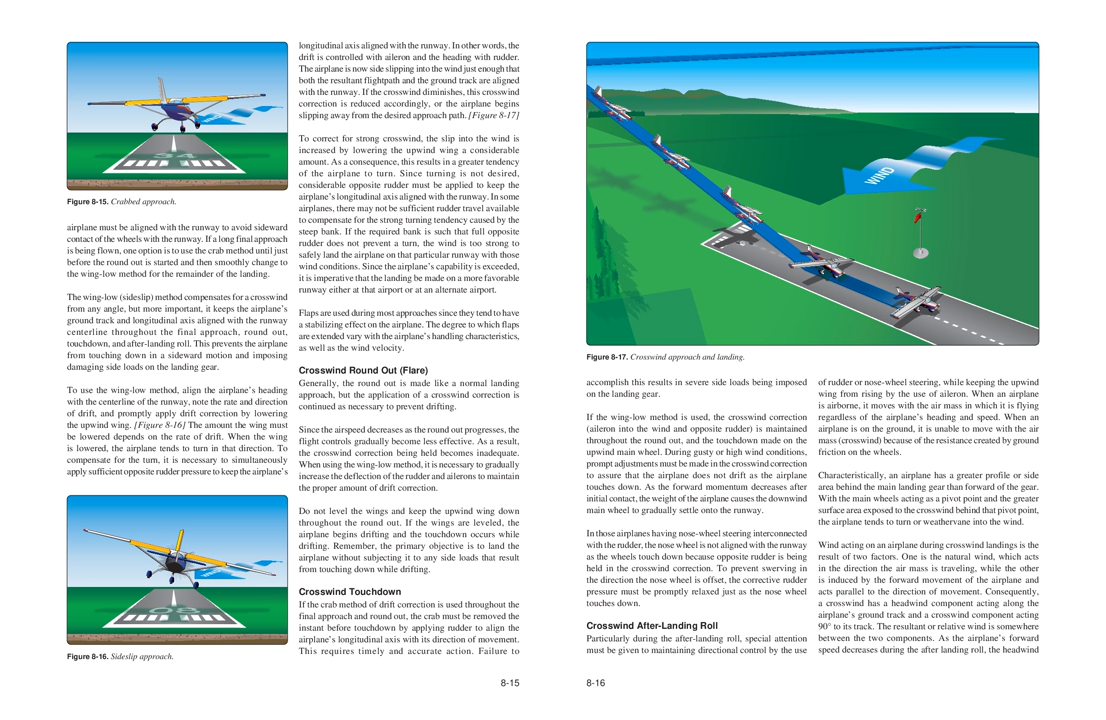 34
Figure 8-15. Crabbed approach.
airplane must be aligned with the runway to avoid sideward
contact of the wheels with the runway. If a long final approach
is being flown, one option is to use the crab method until just
before the round out is started and then smoothly change to
the wing-low method for the remainder of the landing.
The wing-low (sideslip) method compensates for a crosswind
from any angle, but more important, it keeps the airplane's
ground track and longitudinal axis aligned with the runway
centerline throughout the final approach, round out,
touchdown, and after-landing roll. This prevents the airplane
from touching down in a sideward motion and imposing
damaging side loads on the landing gear.
To use the wing-low method, align the airplane's heading
with the centerline of the runway, note the rate and direction
of drift, and promptly apply drift correction by lowering
the upwind wing. [Figure 8-16] The amount the wing must
be lowered depends on the rate of drift. When the wing
is lowered, the airplane tends to turn in that direction. To
compensate for the turn, it is necessary to simultaneously
apply sufficient opposite rudder pressure to keep the airplane's
Figure 8-16. Sideslip approach.
longitudinal axis aligned with the runway. In other words, the
drift is controlled with aileron and the heading with rudder.
The airplane is now side slipping into the wind just enough that
both the resultant flightpath and the ground track are aligned
with the runway. If the crosswind diminishes, this crosswind
correction is reduced accordingly, or the airplane begins
slipping away from the desired approach path. [Figure 8-17]
To correct for strong crosswind, the slip into the wind is
increased by lowering the upwind wing a considerable
amount. As a consequence, this results in a greater tendency
of the airplane to turn. Since turning is not desired,
considerable opposite rudder must be applied to keep the
airplane's longitudinal axis aligned with the runway. In some
airplanes, there may not be sufficient rudder travel available
to compensate for the strong turning tendency caused by the
steep bank. If the required bank is such that full opposite
rudder does not prevent a turn, the wind is too strong to
safely land the airplane on that particular runway with those
wind conditions. Since the airplane's capability is exceeded,
it is imperative that the landing be made on a more favorable
runway either at that airport or at an alternate airport.
Flaps are used during most approaches since they tend to have
a stabilizing effect on the airplane. The degree to which flaps
are extended vary with the airplane's handling characteristics,
as well as the wind velocity.
Crosswind Round Out (Flare)
Generally, the round out is made like a normal landing
approach, but the application of a crosswind correction is
continued as necessary to prevent drifting.
Since the airspeed decreases as the round out progresses, the
flight controls gradually become less effective. As a result,
the crosswind correction being held becomes inadequate.
When using the wing-low method, it is necessary to gradually
increase the deflection of the rudder and ailerons to maintain
the proper amount of drift correction.
Do not level the wings and keep the upwind wing down
throughout the round out. If the wings are leveled, the
airplane begins drifting and the touchdown occurs while
drifting. Remember, the primary objective is to land the
airplane without subjecting it to any side loads that result
from touching down while drifting.
Crosswind Touchdown
If the crab method of drift correction is used throughout the
final approach and round out, the crab must be removed the
instant before touchdown by applying rudder to align the
airplane's longitudinal axis with its direction of movement.
This requires timely and accurate action. Failure to
8-15
WIND
Figure 8-17. Crosswind approach and landing.
accomplish this results in severe side loads being imposed
on the landing gear.
If the wing-low method is used, the crosswind correction
(aileron into the wind and opposite rudder) is maintained
throughout the round out, and the touchdown made on the
upwind main wheel. During gusty or high wind conditions,
prompt adjustments must be made in the crosswind correction
to assure that the airplane does not drift as the airplane
touches down. As the forward momentum decreases after
initial contact, the weight of the airplane causes the downwind
main wheel to gradually settle onto the runway.
In those airplanes having nose-wheel steering interconnected
with the rudder, the nose wheel is not aligned with the runway
as the wheels touch down because opposite rudder is being
held in the crosswind correction. To prevent swerving in
the direction the nose wheel is offset, the corrective rudder
pressure must be promptly relaxed just as the nose wheel
touches down.
Crosswind After-Landing Roll
Particularly during the after-landing roll, special attention
must be given to maintaining directional control by the use
of rudder or nose-wheel steering, while keeping the upwind
wing from rising by the use of aileron. When an airplane
is airborne, it moves with the air mass in which it is flying
regardless of the airplane's heading and speed. When an
airplane is on the ground, it is unable to move with the air
mass (crosswind) because of the resistance created by ground
friction on the wheels.
Characteristically, an airplane has a greater profile or side
area behind the main landing gear than forward of the gear.
With the main wheels acting as a pivot point and the greater
surface area exposed to the crosswind behind that pivot point,
the airplane tends to turn or weathervane into the wind.
Wind acting on an airplane during crosswind landings is the
result of two factors. One is the natural wind, which acts
in the direction the air mass is traveling, while the other
is induced by the forward movement of the airplane and
acts parallel to the direction of movement. Consequently,
a crosswind has a headwind component acting along the
airplane's ground track and a crosswind component acting
90° to its track. The resultant or relative wind is somewhere
between the two components. As the airplane's forward
speed decreases during the after landing roll, the headwind
8-16